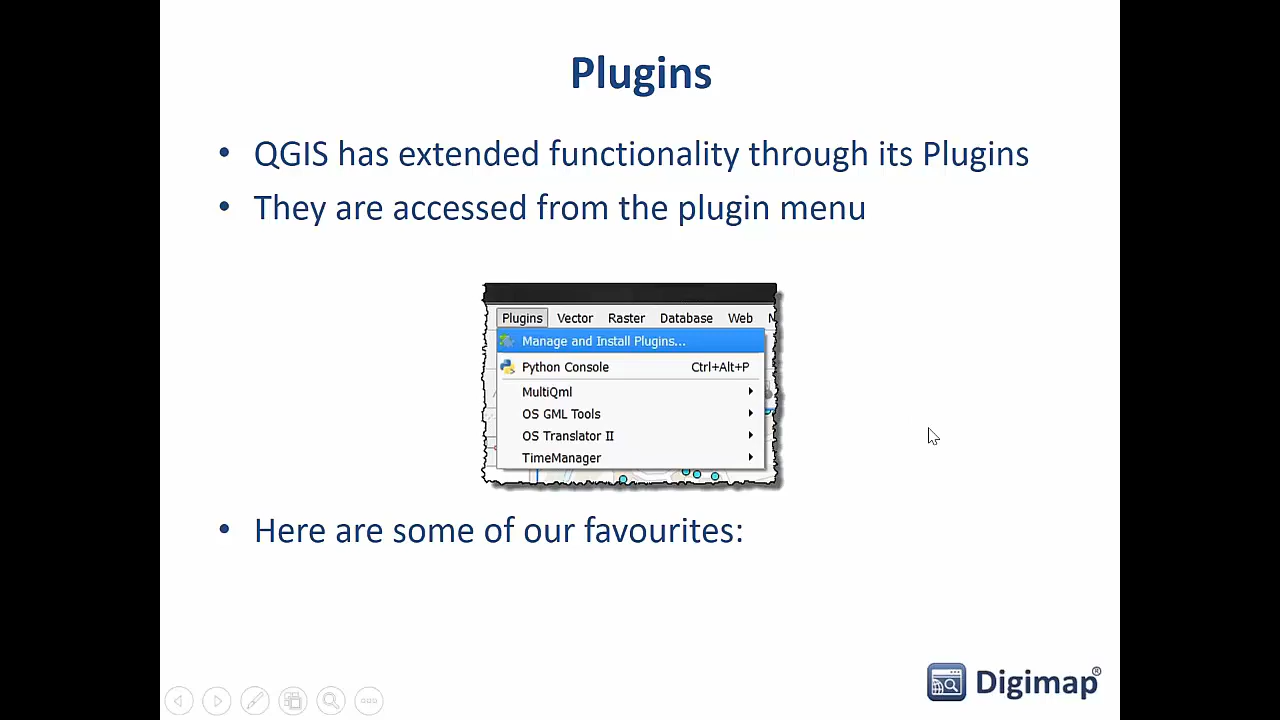 Plugins
• QGIS has extended functionality through its Plugins
• They are accessed from the plugin menu
Plugins Vector Raster Database Web
Manage and Install Plugins...
Python Console Ctrl+Alt+P
MultiQml
OS GML Tools
OS Translator II
TimeManager
• Here are some of our favourites:
Digimap®